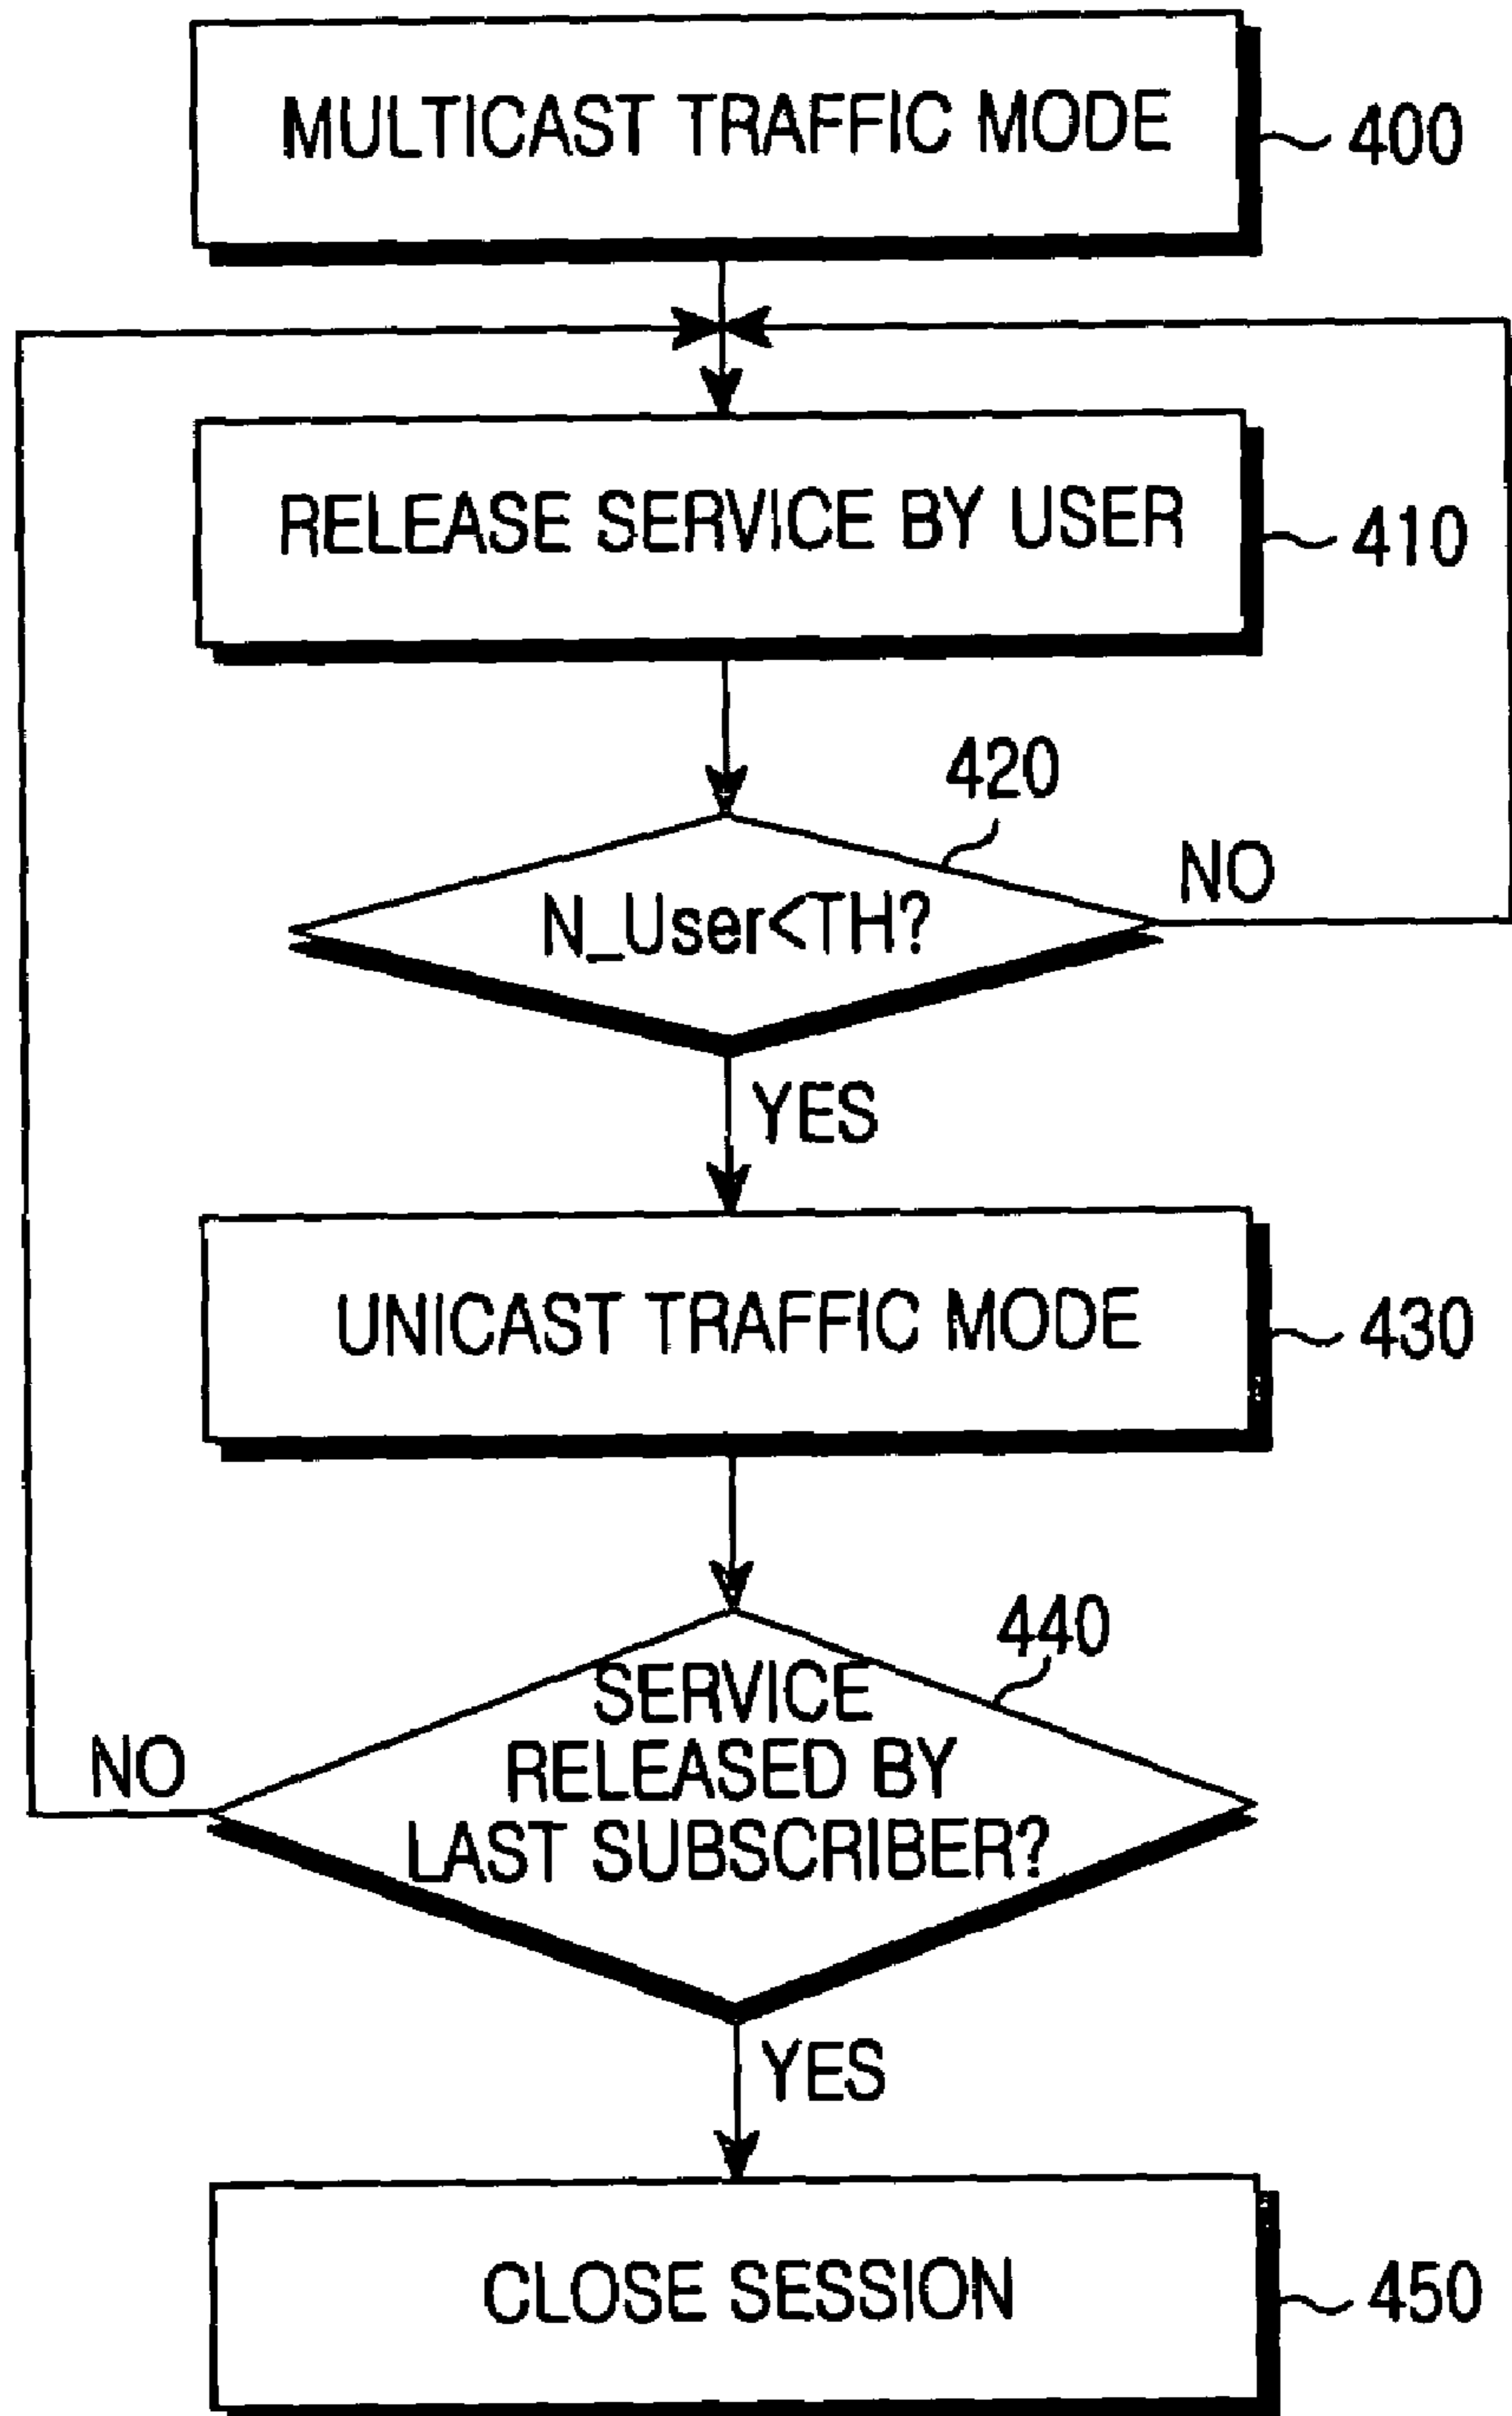 MULTICAST TRAFFIC MODE
400
RELEASE SERVICE BY USER
410
420
N_User<TH?
NO
YES
UNICAST TRAFFIC MODE
430
440
SERVICE
RELEASED BY
LAST SUBSCRIBER?
NO
YES
CLOSE SESSION
450